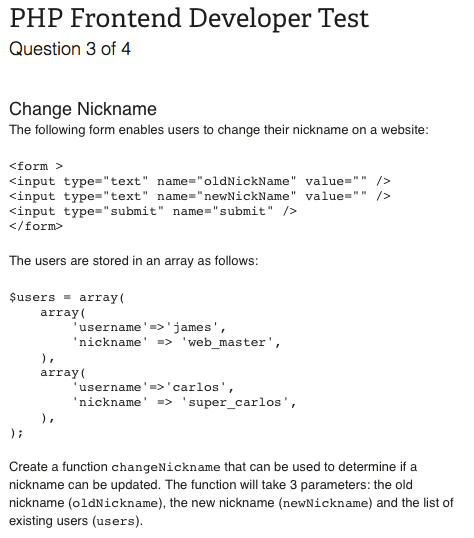 PHP Frontend Developer Test
Question 3 of 4
Change Nickname
The following form enables users to change their nickname on a website:
<form >
<input type="text" name="oldNickName" value="" />
<input type="text" name="newNickName" value="" />
<input type="submit" name="submit" />
</form>
The users are stored in an array as follows:
$users = array(
    array(
        'username'=>'james',
        'nickname' => 'web_master',
    ),
    array(
        'username'=>'carlos',
        'nickname' => 'super_carlos',
    ),
);
Create a function changeNickname that can be used to determine if a
nickname can be updated. The function will take 3 parameters: the old
nickname (oldNickname), the new nickname (newNickname) and the list of
existing users (users).